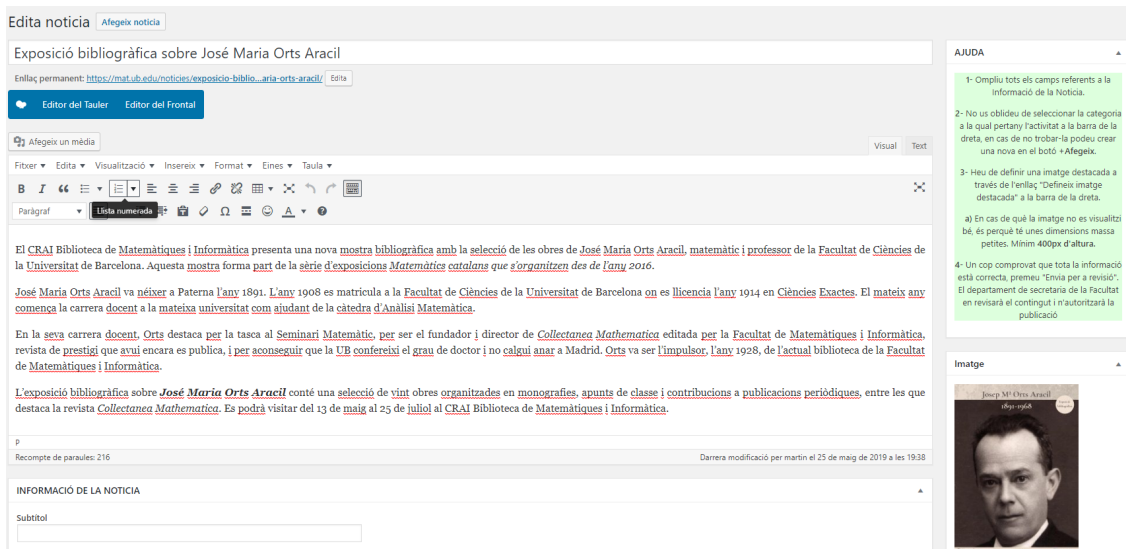 Edita noticia Afegeix noticia
Exposició bibliogràfica sobre José Maria Orts Aracil
Enllaç permanent: https://mat.ub.edu/noticies/exposicio-biblio...aria-orts-aracil/ Edita
Editor del Tauler Editor del Frontal
Afegeix un mèdia
Visual Text
Fitxer Edita Visualització Insereix Format Eines Taula
Paràgraf
Llista numerada
El CRAI Biblioteca de Matemàtiques i Informàtica presenta una nova mostra bibliogràfica amb la selecció de les obres de José Maria Orts Aracil, matemàtic i professor de la Facultat de Ciències de
la Universitat de Barcelona. Aquesta mostra forma part de la sèrie d'exposicions Matemàtics catalans que s'organitzen des de l'any 2016.
José Maria Orts Aracil va néixer a Paterna l'any 1891. L'any 1908 es matricula a la Facultat de Ciències de la Universitat de Barcelona on es llicencia l'any 1914 en Ciències Exactes. El mateix any
comença la carrera docent a la mateixa universitat com ajudant de la càtedra d'Anàlisi Matemàtica.
En la seva carrera docent, Orts destaca per la tasca al Seminari Matemàtic, per ser el fundador i director de Collectanea Mathematica editada per la Facultat de Matemàtiques i Informàtica,
revista de prestigi que avui encara es publica, i per aconseguir que la UB confereixi el grau de doctor i no calgui anar a Madrid. Orts va ser l'impulsor, l'any 1928, de l'actual biblioteca de la Facultat
de Matemàtiques i Informàtica.
L'exposició bibliogràfica sobre José Maria Orts Aracil conté una selecció de vint obres organitzades en monografies, apunts de classe i contribucions a publicacions periòdiques, entre les que
destaca la revista Collectanea Mathematica. Es podrà visitar del 13 de maig al 25 de juliol al CRAI Biblioteca de Matemàtiques i Informàtica.
P
Recompte de paraules: 216
Darrera modificació per martin el 25 de maig de 2019 a les 19:38
INFORMACIÓ DE LA NOTICIA
Subtítol
AJUDA
1- Ompliu tots els camps referents a la
Informació de la Noticia.
2- No us oblideu de seleccionar la categoria
a la qual pertany l'activitat a la barra de la
dreta, en cas de no trobar-la podeu crear
una nova en el botó +Afegeix.
3- Heu de definir una imatge destacada a
través de l'enllaç "Defineix imatge
destacada" a la barra de la dreta.
a) En cas de què la imatge no es visualitzi
bé, és perquè té unes dimensions massa
petites. Mínim 400px d'altura.
4- Un cop comprovat que tota la informació
està correcta, premeu "Envia per a revisió".
El departament de secretaria de la Facultat
en revisarà el contingut i n'autoritzarà la
publicació
Imatge
Josep Mª Orts Aracil
1891-1968